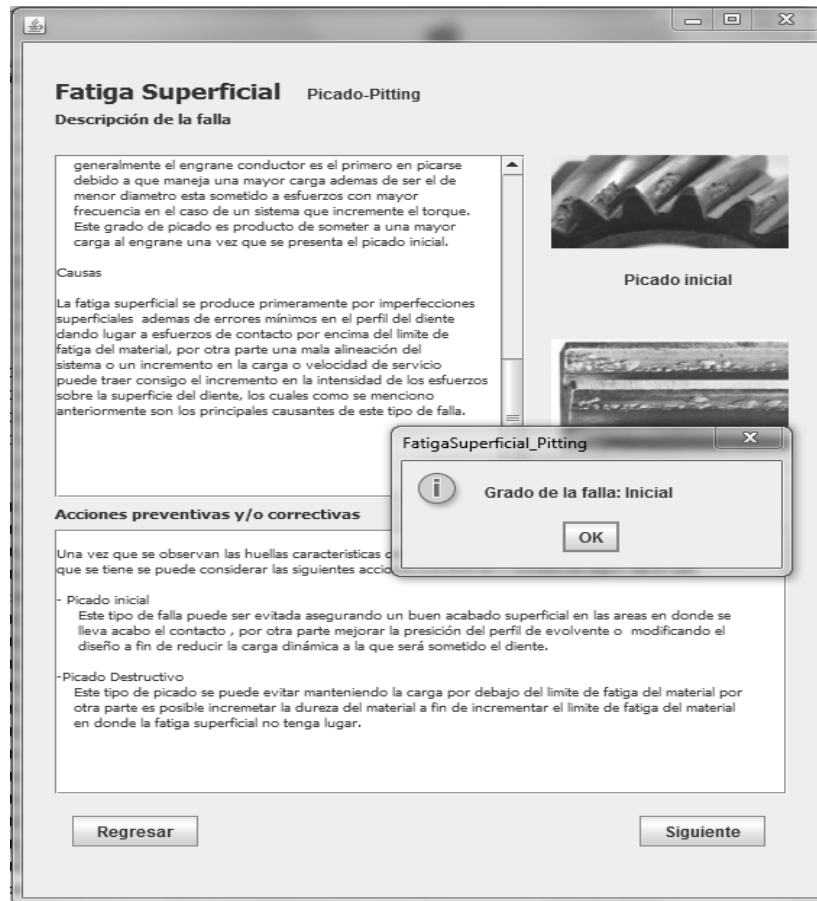 Fatiga Superficial Picado-Pitting
Descripción de la falla
generalmente el engrane conductor es el primero en picarse
debido a que maneja una mayor carga ademas de ser el de
menor diametro esta sometido a esfuerzos con mayor
frecuencia en el caso de un sistema que incremente el torque.
Este grado de picado es producto de someter a una mayor
carga al engrane una vez que se presenta el picado inicial.
Causas
La fatiga superficial se produce primeramente por imperfecciones
superficiales ademas de errores mínimos en el perfil del diente
dando lugar a esfuerzos de contacto por encima del limite de
fatiga del material, por otra parte una mala alineación del
sistema o un incremento en la carga o velocidad de servicio
puede traer consigo el incremento en la intensidad de los esfuerzos
sobre la superficie del diente, los cuales como se menciono
anteriormente son los principales causantes de este tipo de falla.
Picado inicial
FatigaSuperficial_Pitting
Grado de la falla: Inicial
OK
Acciones preventivas y/o correctivas
Una vez que se observan las huellas caracteristicas
que se tiene se puede considerar las siguientes
- Picado inicial
Este tipo de falla puede ser evitada asegurando un buen acabado superficial en las areas en donde se
lleva acabo el contacto , por otra parte mejorar la presición del perfil de evolvente o modificando el
diseño a fin de reducir la carga dinámica a la que será sometido el diente.
-Picado Destructivo
Este tipo de picado se puede evitar manteniendo la carga por debajo del limite de fatiga del material por
otra parte es posible incremetar la dureza del material a fin de incrementar el limite de fatiga del material
en donde la fatiga superficial no tenga lugar.
Regresar
Siguiente